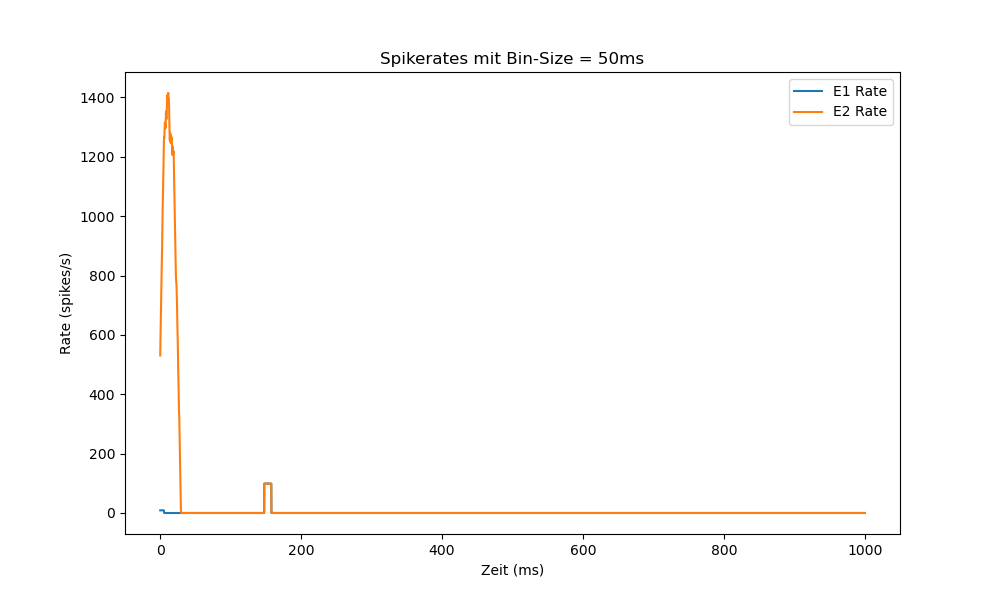 Spikerates mit Bin-Size = 50ms
E1 Rate
E2 Rate
Rate (spikes/s)
1400
1200
1000
800
600
400
200
0
0 200 400 600 800 1000
Zeit (ms)